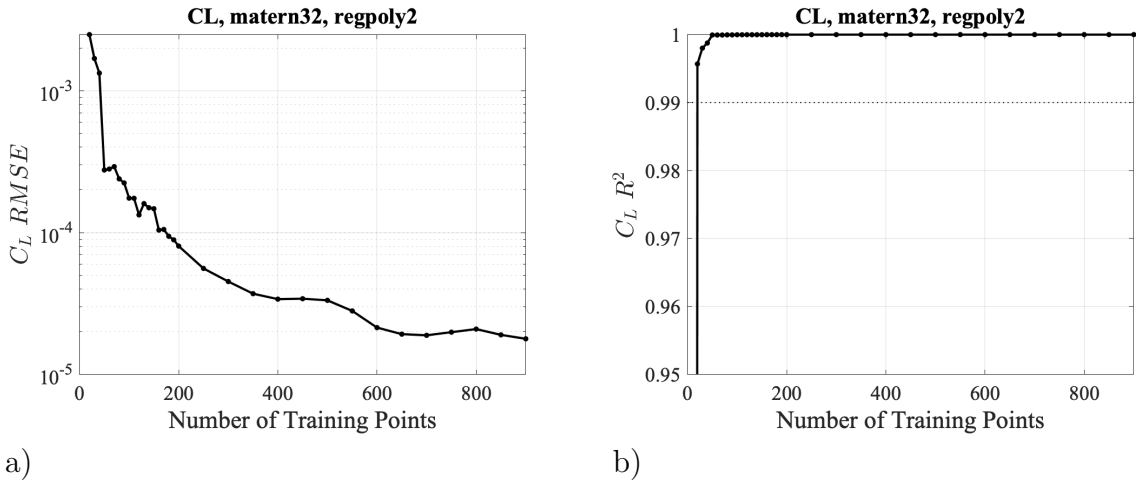 CL, matern32, regpoly2
10^-3
10^-4
10^-5
C_L RMSE
0 200 400 600 800
Number of Training Points
a)
CL, matern32, regpoly2
1
0.99
0.98
0.97
0.96
0.95
C_L R^2
0 200 400 600 800
Number of Training Points
b)